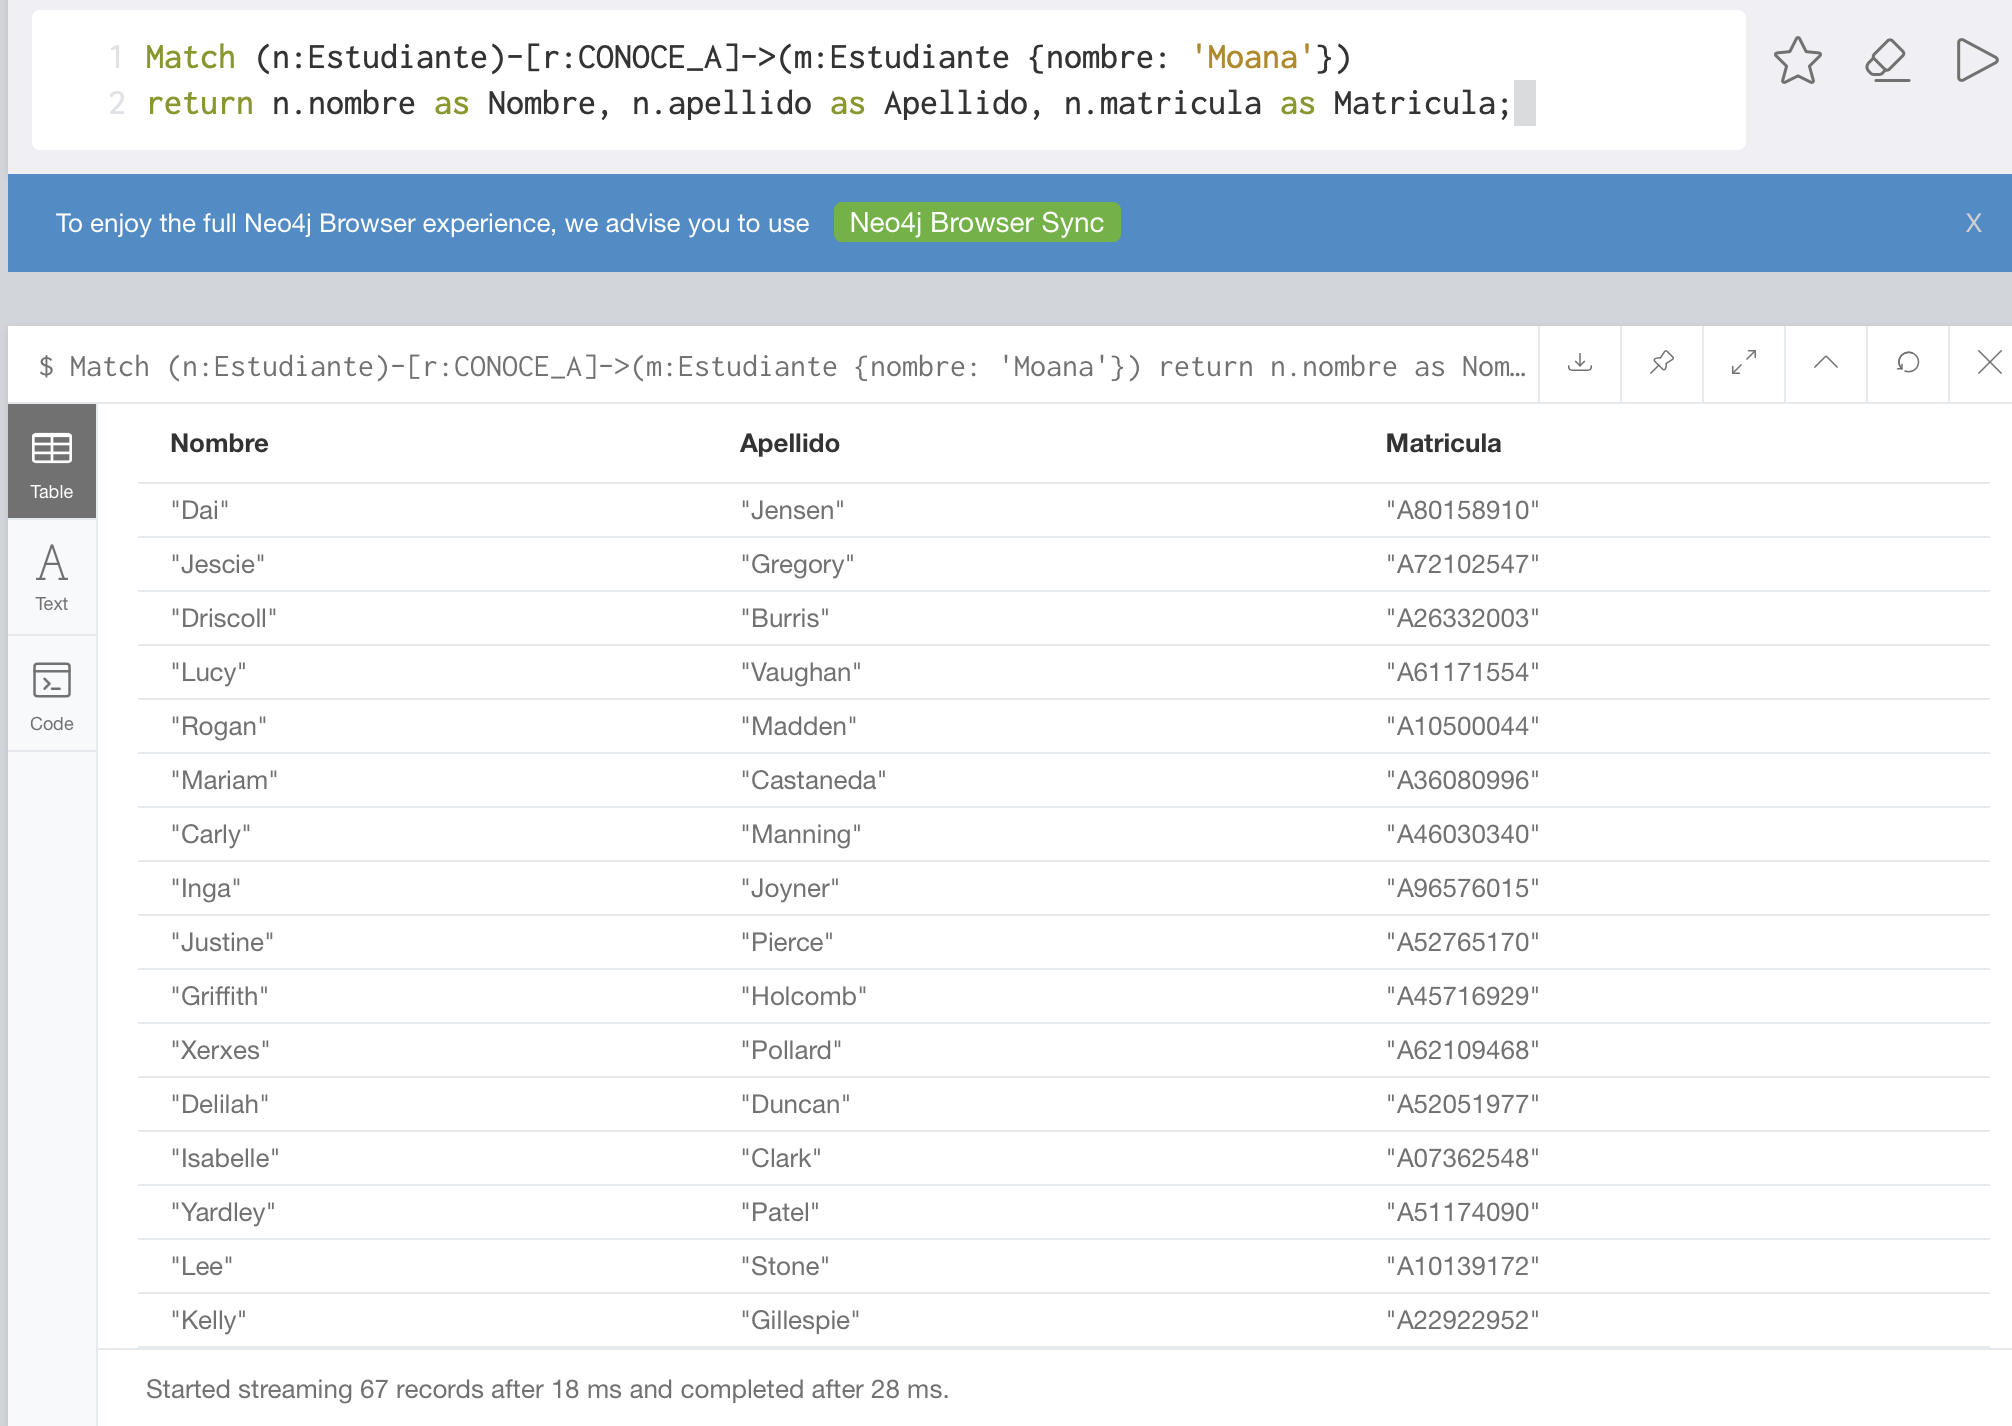 1 Match (n:Estudiante)-[r:CONOCE_A]->(m:Estudiante {nombre: 'Moana'})
2 return n.nombre as Nombre, n.apellido as Apellido, n.matricula as Matricula;
To enjoy the full Neo4j Browser experience, we advise you to use Neo4j Browser Sync X
$ Match (n:Estudiante)-[r:CONOCE_A]->(m:Estudiante {nombre: 'Moana'}) return n.nombre as Nom…
Table
Text
Code
Nombre Apellido Matricula
"Dai" "Jensen" "A80158910"
"Jescie" "Gregory" "A72102547"
"Driscoll" "Burris" "A26332003"
"Lucy" "Vaughan" "A61171554"
"Rogan" "Madden" "A10500044"
"Mariam" "Castaneda" "A36080996"
"Carly" "Manning" "A46030340"
"Inga" "Joyner" "A96576015"
"Justine" "Pierce" "A52765170"
"Griffith" "Holcomb" "A45716929"
"Xerxes" "Pollard" "A62109468"
"Delilah" "Duncan" "A52051977"
"Isabelle" "Clark" "A07362548"
"Yardley" "Patel" "A51174090"
"Lee" "Stone" "A10139172"
"Kelly" "Gillespie" "A22922952"
Started streaming 67 records after 18 ms and completed after 28 ms.